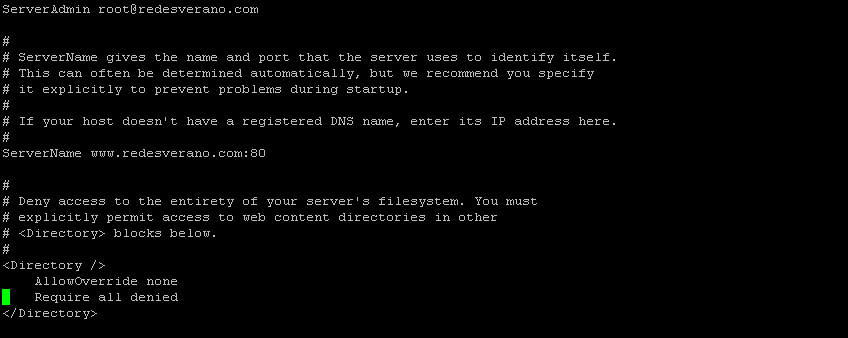 ServerAdmin root@redesverano.com
#
# ServerName gives the name and port that the server uses to identify itself.
# This can often be determined automatically, but we recommend you specify
# it explicitly to prevent problems during startup.
#
# If your host doesn't have a registered DNS name, enter its IP address here.
#
ServerName www.redesverano.com:80
#
# Deny access to the entirety of your server's filesystem. You must
# explicitly permit access to web content directories in other
# <Directory> blocks below.
#
<Directory />
    AllowOverride none
    Require all denied
</Directory>